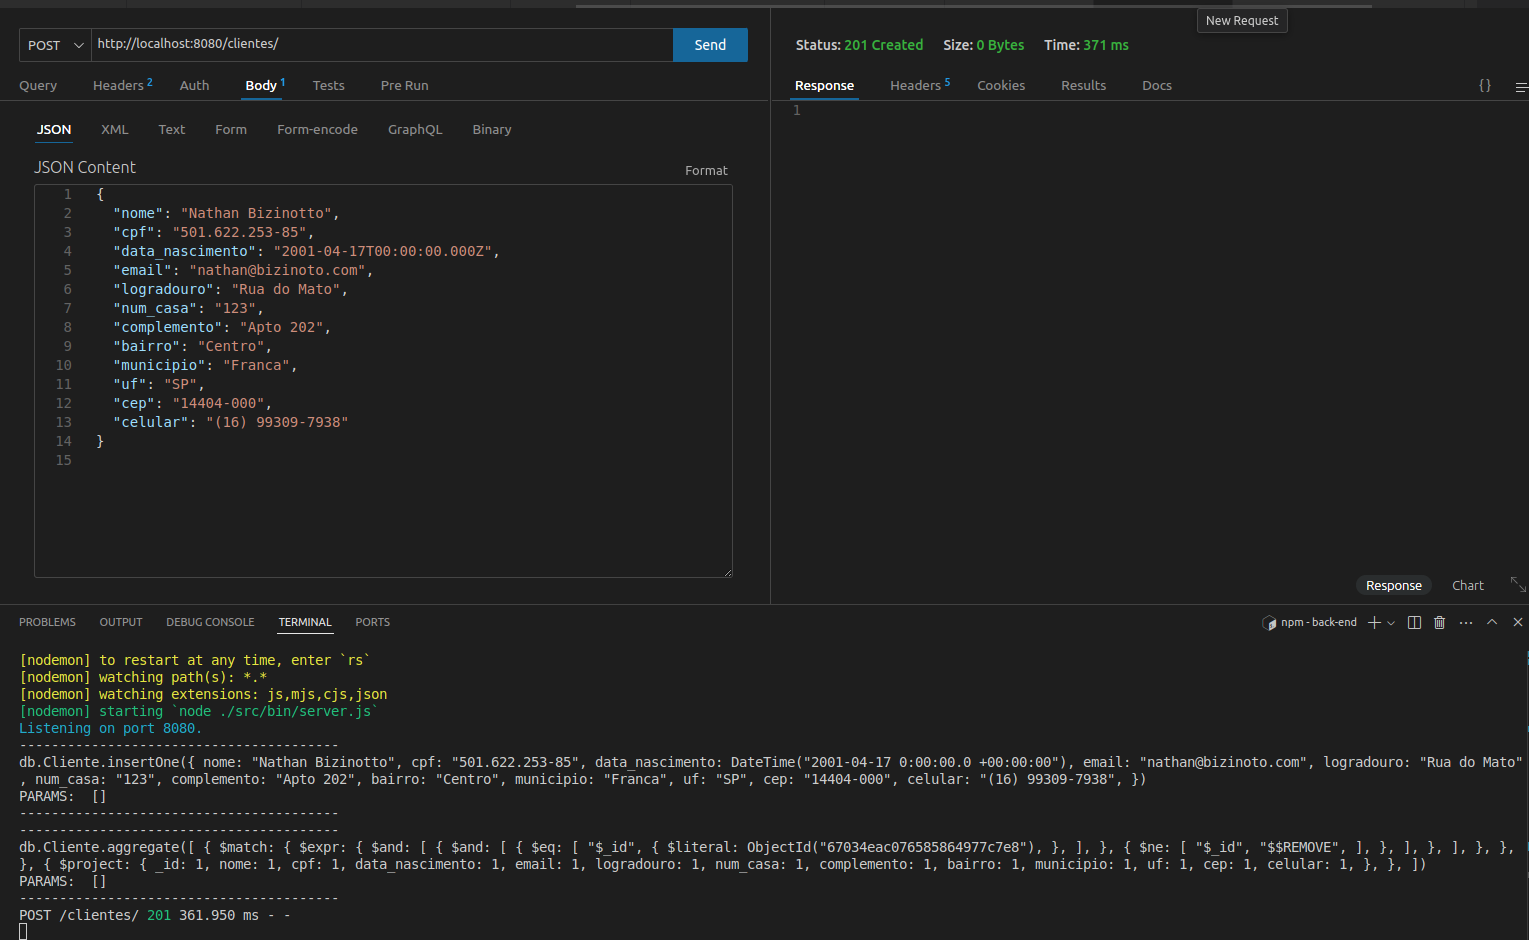 New Request
POST http://localhost:8080/clientes/ Send
Status: 201 Created Size: 0 Bytes Time: 371 ms
Query Headers 2 Auth Body 1 Tests Pre Run
Response Headers 5 Cookies Results Docs {}
JSON XML Text Form Form-encode GraphQL Binary
1
JSON Content Format
1 {
2 "nome": "Nathan Bizinotto",
3 "cpf": "501.622.253-85",
4 "data_nascimento": "2001-04-17T00:00:00.000Z",
5 "email": "nathan@bizinoto.com",
6 "logradouro": "Rua do Mato",
7 "num_casa": "123",
8 "complemento": "Apto 202",
9 "bairro": "Centro",
10 "municipio": "Franca",
11 "uf": "SP",
12 "cep": "14404-000",
13 "celular": "(16) 99309-7938"
14 }
15
Response Chart
PROBLEMS OUTPUT DEBUG CONSOLE TERMINAL PORTS npm - back-end
[nodemon] to restart at any time, enter `rs`
[nodemon] watching path(s): *.*
[nodemon] watching extensions: js,mjs,cjs,json
[nodemon] starting `node ./src/bin/server.js`
Listening on port 8080.
----------------------------------------
db.Cliente.insertOne({ nome: "Nathan Bizinotto", cpf: "501.622.253-85", data_nascimento: DateTime("2001-04-17 0:00:00.0 +00:00:00"), email: "nathan@bizinoto.com", logradouro: "Rua do Mato"
, num_casa: "123", complemento: "Apto 202", bairro: "Centro", municipio: "Franca", uf: "SP", cep: "14404-000", celular: "(16) 99309-7938", })
PARAMS:  []
----------------------------------------
----------------------------------------
db.Cliente.aggregate([ { $match: { $expr: { $and: [ { $and: [ { $eq: [ "$_id", { $literal: ObjectId("67034eac076585864977c7e8"), }, ], }, { $ne: [ "$_id", "$$REMOVE", ], }, ], }, ], }, },
}, { $project: { _id: 1, nome: 1, cpf: 1, data_nascimento: 1, email: 1, logradouro: 1, num_casa: 1, complemento: 1, bairro: 1, municipio: 1, uf: 1, cep: 1, celular: 1, }, }, ])
PARAMS:  []
----------------------------------------
POST /clientes/ 201 361.950 ms - -